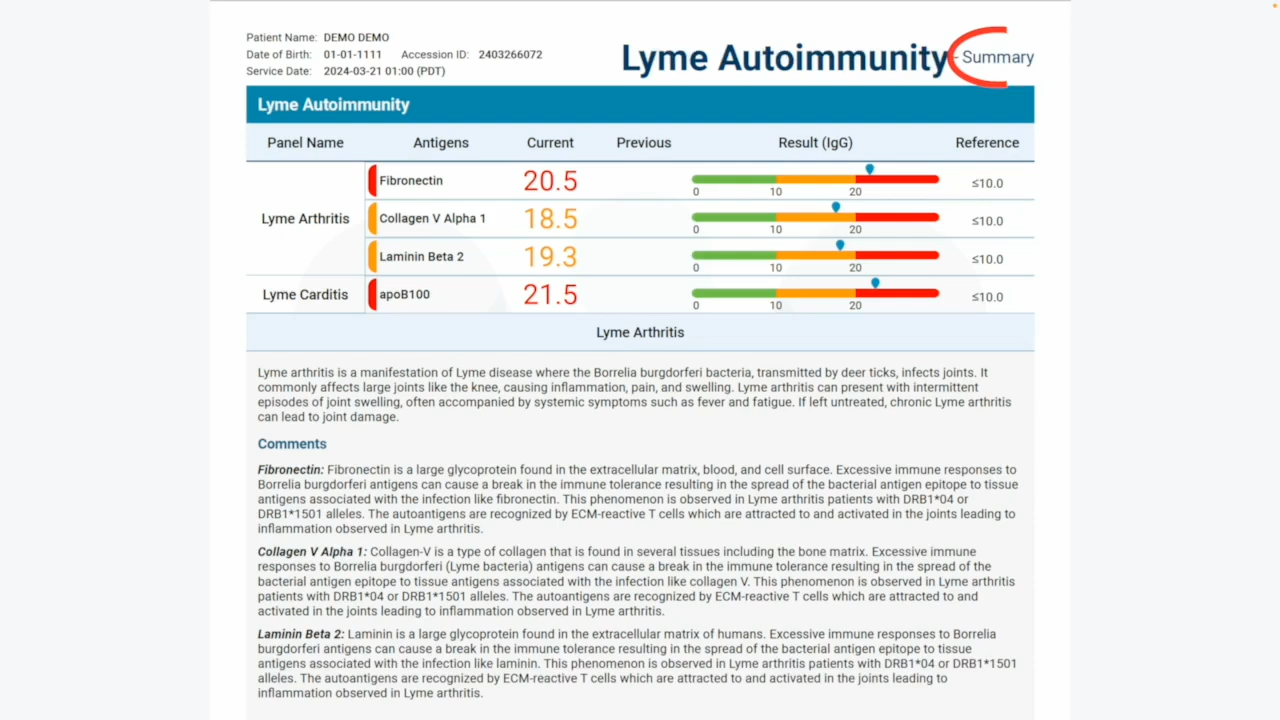 Patient Name: DEMO DEMO
Date of Birth: 01-01-1111 Accession ID: 2403266072
Service Date: 2024-03-21 01:00 (PDT)
Lyme Autoimmunity - Summary
Lyme Autoimmunity
Panel Name Antigens Current Previous Result (IgG) Reference
Lyme Arthritis
Fibronectin 20.5 0 10 20 ≤10.0
Collagen V Alpha 1 18.5 0 10 20 ≤10.0
Laminin Beta 2 19.3 0 10 20 ≤10.0
Lyme Carditis apoB100 21.5 0 10 20 ≤10.0
Lyme Arthritis
Lyme arthritis is a manifestation of Lyme disease where the Borrelia burgdorferi bacteria, transmitted by deer ticks, infects joints. It
commonly affects large joints like the knee, causing inflammation, pain, and swelling. Lyme arthritis can present with intermittent
episodes of joint swelling, often accompanied by systemic symptoms such as fever and fatigue. If left untreated, chronic Lyme arthritis
can lead to joint damage.
Comments
Fibronectin: Fibronectin is a large glycoprotein found in the extracellular matrix, blood, and cell surface. Excessive immune responses to
Borrelia burgdorferi antigens can cause a break in the immune tolerance resulting in the spread of the bacterial antigen epitope to tissue
antigens associated with the infection like fibronectin. This phenomenon is observed in Lyme arthritis patients with DRB1*04 or
DRB1*1501 alleles. The autoantigens are recognized by ECM-reactive T cells which are attracted to and activated in the joints leading to
inflammation observed in Lyme arthritis.
Collagen V Alpha 1: Collagen-V is a type of collagen that is found in several tissues including the bone matrix. Excessive immune
responses to Borrelia burgdorferi (Lyme bacteria) antigens can cause a break in the immune tolerance resulting in the spread of the
bacterial antigen epitope to tissue antigens associated with the infection like collagen V. This phenomenon is observed in Lyme arthritis
patients with DRB1*04 or DRB1*1501 alleles. The autoantigens are recognized by ECM-reactive T cells which are attracted to and
activated in the joints leading to inflammation observed in Lyme arthritis.
Laminin Beta 2: Laminin is a large glycoprotein found in the extracellular matrix of humans. Excessive immune responses to Borrelia
burgdorferi antigens can cause a break in the immune tolerance resulting in the spread of the bacterial antigen epitope to tissue
antigens associated with the infection like laminin. This phenomenon is observed in Lyme arthritis patients with DRB1*04 or DRB1*1501
alleles. The autoantigens are recognized by ECM-reactive T cells which are attracted to and activated in the joints leading to
inflammation observed in Lyme arthritis.